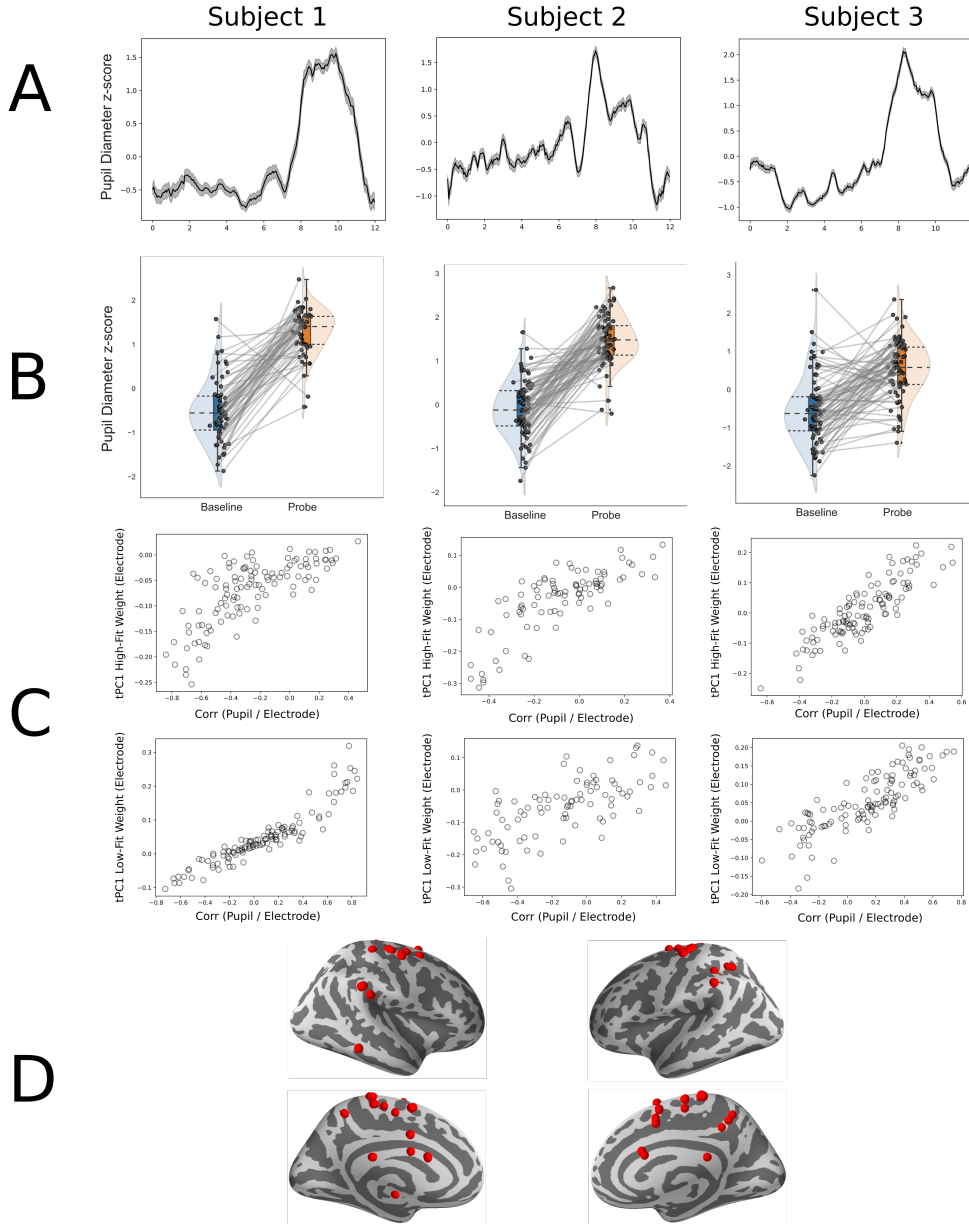 Subject 1 Subject 2 Subject 3
A
Pupil Diameter z-score
1.5 1.0 0.5 0.0 −0.5
0 2 4 6 8 10 12
1.5 1.0 0.5 0.0 −0.5 −1.0
0 2 4 6 8 10 12
2.0 1.5 1.0 0.5 0.0 −0.5 −1.0
0 2 4 6 8 10
B
Pupil Diameter z-score
2 1 0 −1 −2
Baseline Probe
3 2 1 0 −1 −2
Baseline Probe
3 2 1 0 −1 −2
Baseline Probe
C
tPC1 High-Fit Weight (Electrode)
0.00 −0.05 −0.10 −0.15 −0.20 −0.25
−0.8 −0.6 −0.4 −0.2 0.0 0.2 0.4
Corr (Pupil / Electrode)
tPC1 High-Fit Weight (Electrode)
0.1 0.0 −0.1 −0.2 −0.3
−0.4 −0.2 0.0 0.2 0.4
Corr (Pupil / Electrode)
tPC1 High-Fit Weight (Electrode)
0.2 0.1 0.0 −0.1 −0.2
−0.6 −0.4 −0.2 0.0 0.2 0.4 0.6
Corr (Pupil / Electrode)
tPC1 Low-Fit Weight (Electrode)
0.3 0.2 0.1 0.0 −0.1
−0.6 −0.4 −0.2 0.0 0.2 0.4 0.6 0.8
Corr (Pupil / Electrode)
tPC1 Low-Fit Weight (Electrode)
0.1 0.0 −0.1 −0.2 −0.3
−0.6 −0.4 −0.2 0.0 0.2 0.4
Corr (Pupil / Electrode)
tPC1 Low-Fit Weight (Electrode)
0.20 0.15 0.10 0.05 0.00 −0.05 −0.10 −0.15 −0.20
−0.6 −0.4 −0.2 0.0 0.2 0.4 0.6 0.8
Corr (Pupil / Electrode)
D